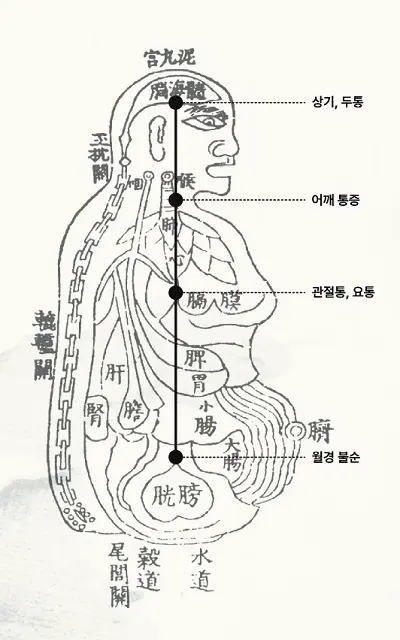 宮九泥
腦海髓
상기, 두통
玉枕關
咽
喉
어깨 통증
肺
心
관절통, 요통
膈膜
轆轤關
脾
胃
肝
腎
膽
小腸
大腸
臍
월경 불순
胱膀
尾閭關
穀道
水道